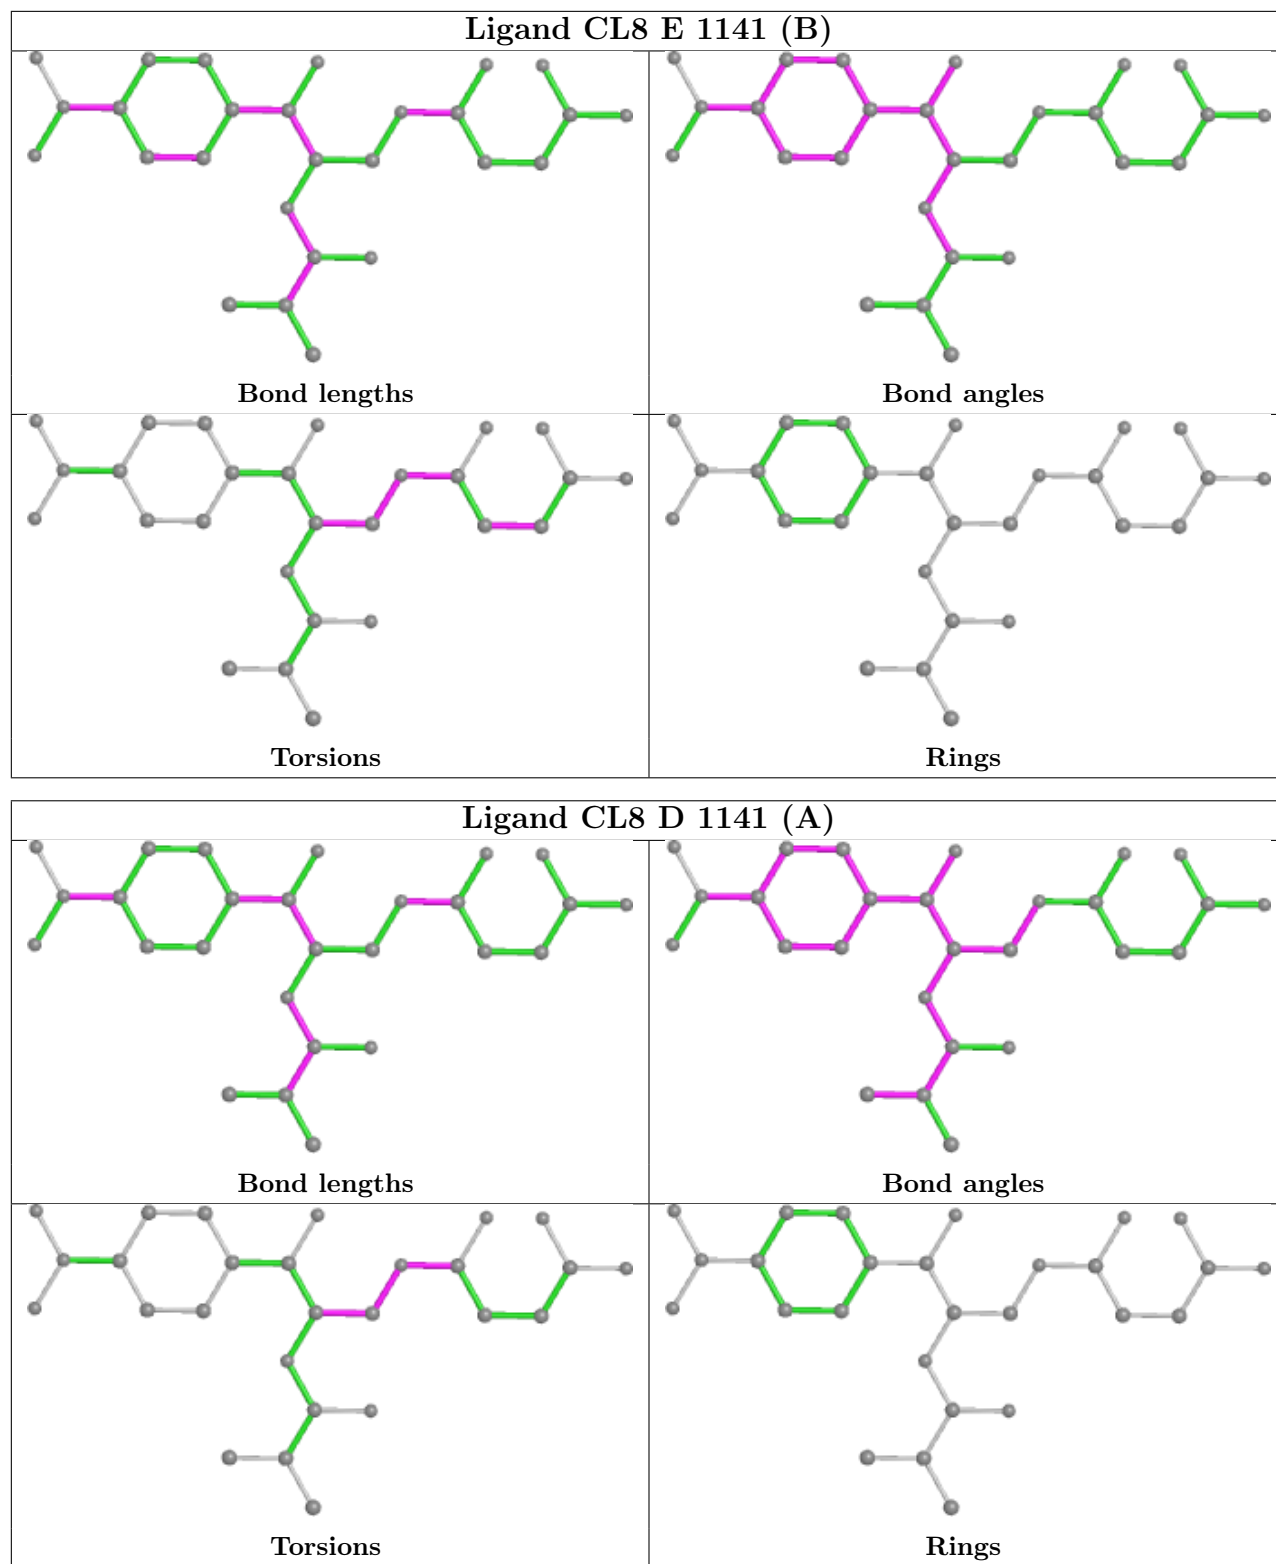 Ligand CL8 E 1141 (B)
Bond lengths
Bond angles
Torsions
Rings
Ligand CL8 D 1141 (A)
Bond lengths
Bond angles
Torsions
Rings